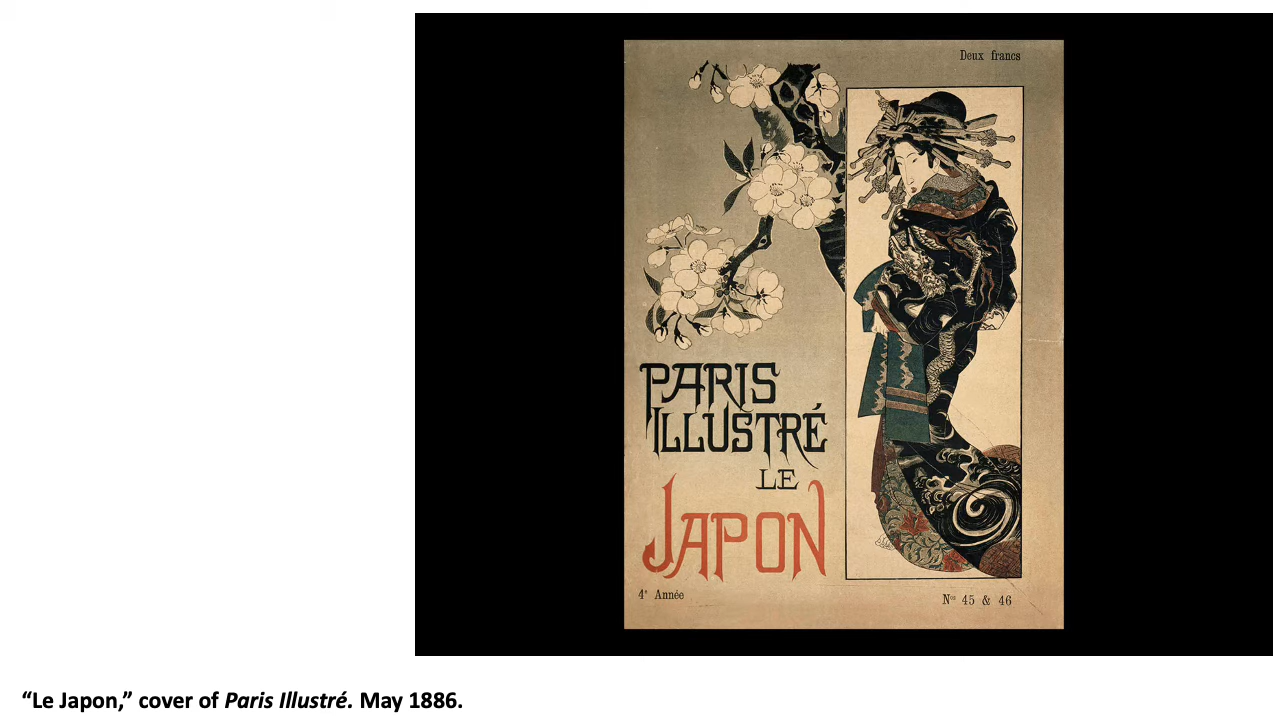 Deux francs
PARIS
ILLUSTRÉ
LE
JAPON
4e Année
Nos 45 & 46
“Le Japon,” cover of Paris Illustré. May 1886.